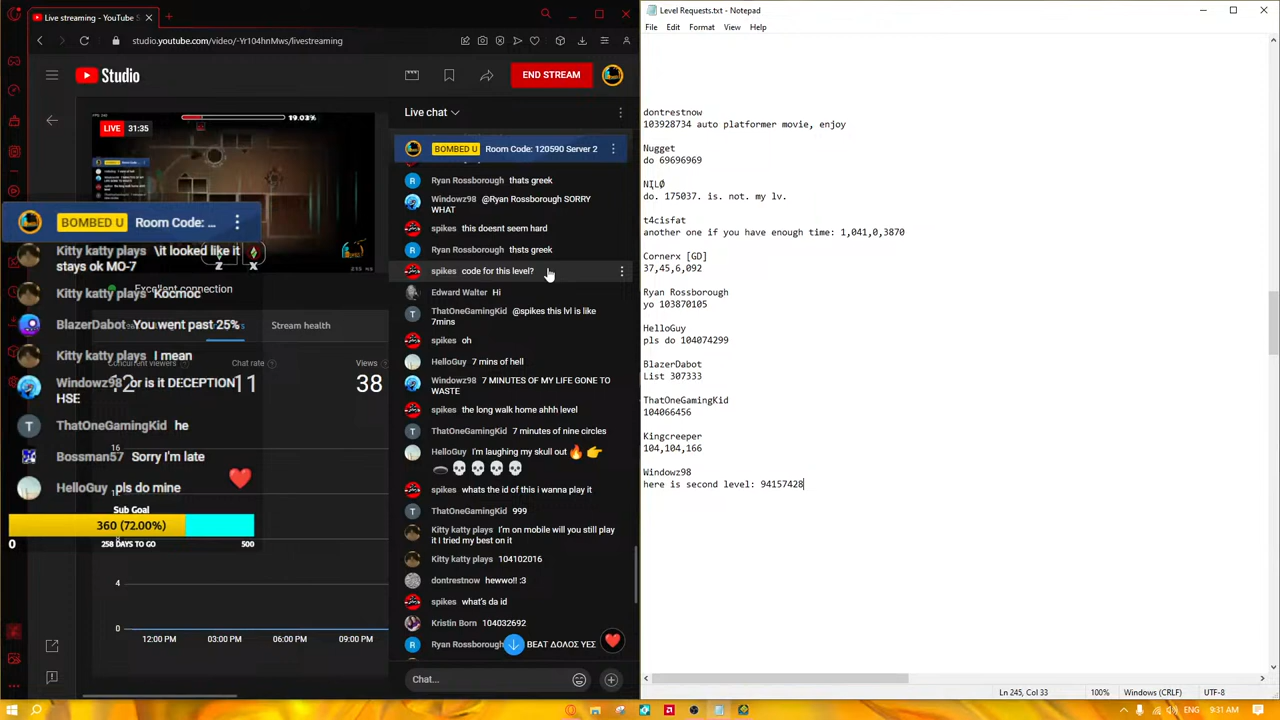 Live streaming - YouTube S
studio.youtube.com/video/-Yr104hnMws/livestreaming
Studio
END STREAM
LIVE 31:35
19.03%
Z X
Excellent connection
Stream health
Concurrent viewers
Chat rate
Views
12
11
38
16
4
0
12:00 PM 03:00 PM 06:00 PM 09:00 PM
BOMBED U Room Code: ...
Kitty katty plays \it looked like it
stays ok MO-7
Kitty katty plays Космос
BlazerDabot You went past 25%
Kitty katty plays I mean
Windowz98 or is it DECEPTION
HSE
ThatOneGamingKid he
Bossman57 Sorry I'm late
HelloGuy pls do mine
Sub Goal
360 (72.00%)
0 258 DAYS TO GO 500
Live chat
BOMBED U Room Code: 120590 Server 2
Ryan Rossborough thats greek
Windowz98 @Ryan Rossborough SORRY
WHAT
spikes this doesnt seem hard
Ryan Rossborough thsts greek
spikes code for this level?
Edward Walter Hi
ThatOneGamingKid @spikes this lvl is like
7mins
spikes oh
HelloGuy 7 mins of hell
Windowz98 7 MINUTES OF MY LIFE GONE TO
WASTE
spikes the long walk home ahhh level
ThatOneGamingKid 7 minutes of nine circles
HelloGuy I'm laughing my skull out 🔥 👉
🕳 💀 💀 💀 💀
spikes whats the id of this i wanna play it
ThatOneGamingKid 999
Kitty katty plays I'm on mobile will you still play
it I tried my best on it
Kitty katty plays 104102016
dontrestnow hewwo!! :3
spikes what's da id
Kristin Born 104032692
Ryan Rossborough BEAT ΔΟΛΟΣ YES
Chat...
Level Requests.txt - Notepad
File Edit Format View Help
dontrestnow
103928734 auto platformer movie, enjoy
Nugget
do 69696969
NILØ
do. 175037. is. not. my lv.
t4cisfat
another one if you have enough time: 1,041,0,3870
Cornerx [GD]
37,45,6,092
Ryan Rossborough
yo 103870105
HelloGuy
pls do 104074299
BlazerDabot
List 307333
ThatOneGamingKid
104066456
Kingcreeper
104,104,166
Windowz98
here is second level: 94157428
Ln 245, Col 33 100% Windows (CRLF) UTF-8
ENG 9:31 AM